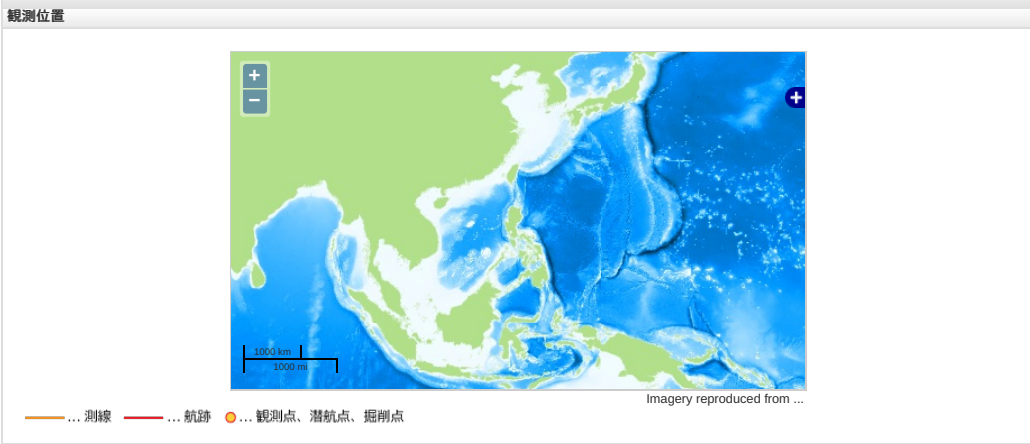 観測位置
+
−
+
1000 km
1000 mi
Imagery reproduced from ...
... 測線 ... 航跡 ... 観測点、潜航点、掘削点